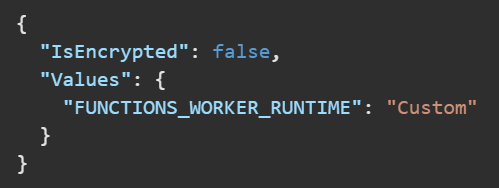 {
  "IsEncrypted": false,
  "Values": {
    "FUNCTIONS_WORKER_RUNTIME": "Custom"
  }
}